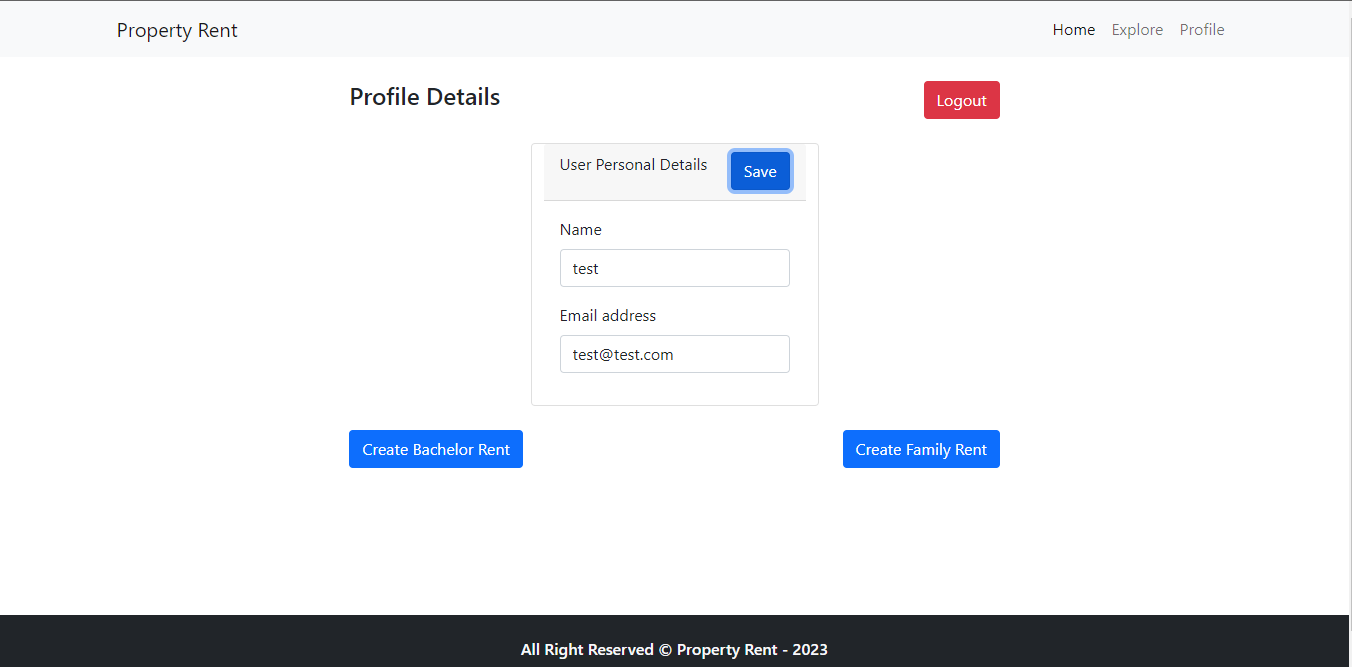 Property Rent
Home Explore Profile
Profile Details
Logout
User Personal Details
Save
Name
test
Email address
test@test.com
Create Bachelor Rent
Create Family Rent
All Right Reserved © Property Rent - 2023